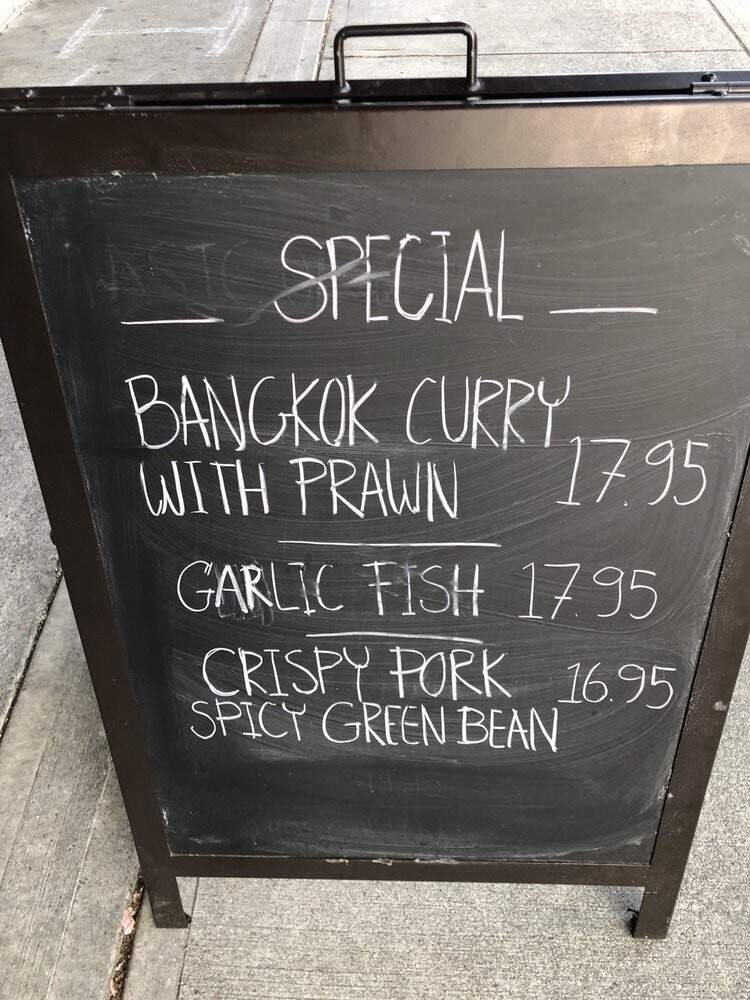 SPECIAL
BANGKOK CURRY
WITH PRAWN 17.95
GARLIC FISH 17.95
CRISPY PORK 16.95
SPICY GREEN BEAN